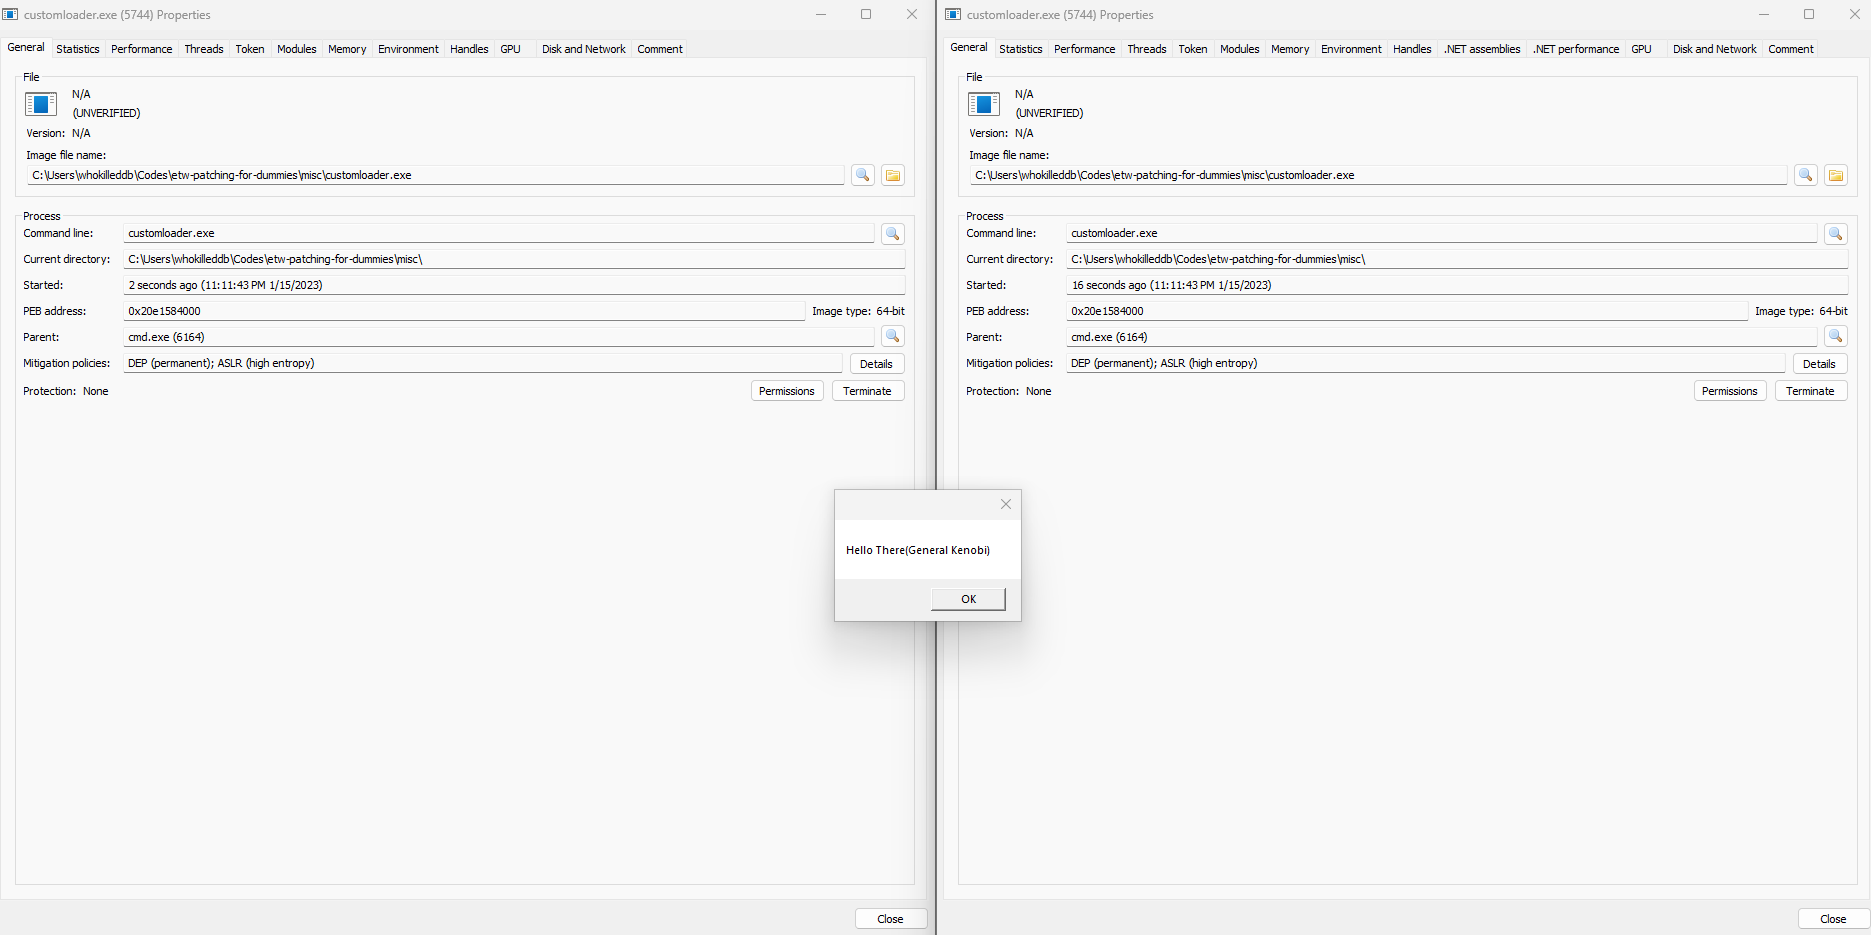 customloader.exe (5744) Properties
General Statistics Performance Threads Token Modules Memory Environment Handles GPU Disk and Network Comment
File
N/A
(UNVERIFIED)
Version: N/A
Image file name:
C:\Users\whokilleddb\Codes\etw-patching-for-dummies\misc\customloader.exe
Process
Command line: customloader.exe
Current directory: C:\Users\whokilleddb\Codes\etw-patching-for-dummies\misc\
Started: 2 seconds ago (11:11:43 PM 1/15/2023)
PEB address: 0x20e1584000 Image type: 64-bit
Parent: cmd.exe (6164)
Mitigation policies: DEP (permanent); ASLR (high entropy) Details
Protection: None Permissions Terminate
Close
Hello There(General Kenobi)
OK
customloader.exe (5744) Properties
General Statistics Performance Threads Token Modules Memory Environment Handles .NET assemblies .NET performance GPU Disk and Network Comment
File
N/A
(UNVERIFIED)
Version: N/A
Image file name:
C:\Users\whokilleddb\Codes\etw-patching-for-dummies\misc\customloader.exe
Process
Command line: customloader.exe
Current directory: C:\Users\whokilleddb\Codes\etw-patching-for-dummies\misc\
Started: 16 seconds ago (11:11:43 PM 1/15/2023)
PEB address: 0x20e1584000 Image type: 64-bit
Parent: cmd.exe (6164)
Mitigation policies: DEP (permanent); ASLR (high entropy) Details
Protection: None Permissions Terminate
Close